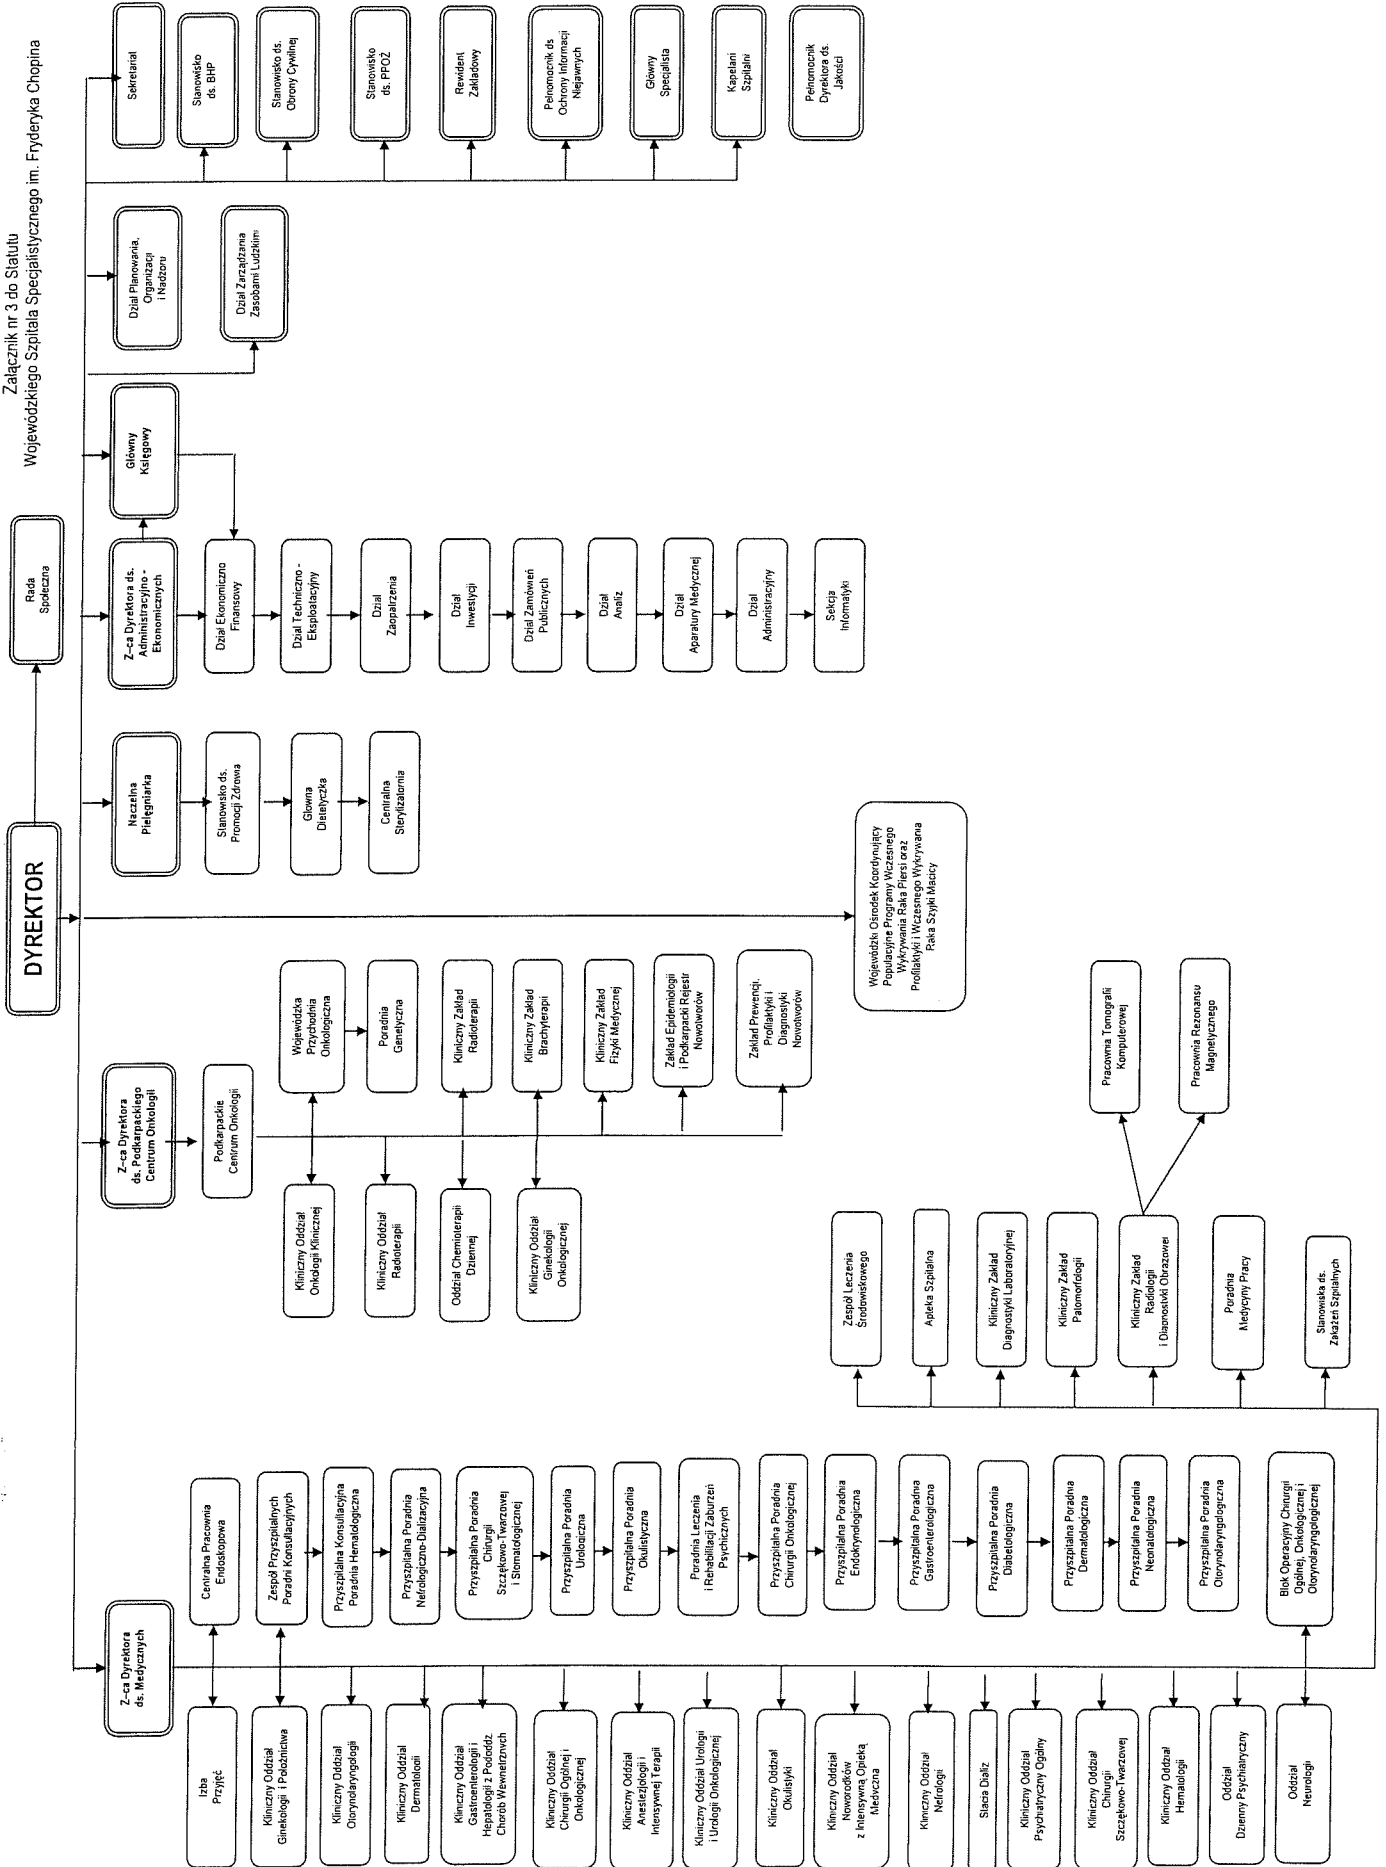 Załącznik nr 3 do Statutu
Wojewódzkiego Szpitala Specjalistycznego im. Fryderyka Chopina
DYREKTOR
Rada
Społeczna
Z-ca Dyrektora
ds. Medycznych
Z-ca Dyrektora
ds. Podkarpackiego
Centrum Onkologii
Naczelna
Pielęgniarka
Z-ca Dyrektora ds.
Administracyjno -
Ekonomicznych
Główny
Księgowy
Dział Planowania,
Organizacji
i Nadzoru
Dział Zarządzania
Zasobami Ludzkimi
Sekretariat
Stanowisko
ds. BHP
Stanowisko ds.
Obrony Cywilnej
Stanowisko
ds. PPOŻ
Rewident
Zakładowy
Pełnomocnik ds
Ochrony Informacji
Niejawnych
Główny
Specjalista
Kapelani
Szpitalni
Pełnomocnik
Dyrektora ds.
Jakości
Dział Ekonomiczno
Finansowy
Dział Techniczno -
Eksploatacyjny
Dział
Zaopatrzenia
Dział
Inwestycji
Dział Zamówień
Publicznych
Dział
Analiz
Dział
Aparatury Medycznej
Dział
Administracyjny
Sekcja
Informatyki
Stanowisko ds.
Promocji Zdrowia
Główna
Dietetyczka
Centralna
Sterylizatornia
Wojewódzki Ośrodek Koordynujący
Populacyjne Programy Wczesnego
Wykrywania Raka Piersi oraz
Profilaktyki i Wczesnego Wykrywania
Raka Szyjki Macicy
Podkarpackie
Centrum Onkologii
Wojewódzka
Przychodnia
Onkologiczna
Poradnia
Genetyczna
Kliniczny Zakład
Radioterapii
Kliniczny Zakład
Brachyterapii
Kliniczny Zakład
Fizyki Medycznej
Zakład Epidemiologii
i Podkarpacki Rejestr
Nowotworów
Zakład Prewencji,
Profilaktyki i
Diagnostyki
Nowotworów
Kliniczny Oddział
Onkologii Klinicznej
Kliniczny Oddział
Radioterapii
Oddział Chemioterapii
Dziennej
Kliniczny Oddział
Ginekologii
Onkologicznej
Pracownia Tomografii
Komputerowej
Pracownia Rezonansu
Magnetycznego
Zespół Leczenia
Środowiskowego
Apteka Szpitalna
Kliniczny Zakład
Diagnostyki Laboratoryjnej
Kliniczny Zakład
Patomorfologii
Kliniczny Zakład
Radiologii
i Diagnostyki Obrazowej
Poradnia
Medycyny Pracy
Stanowiska ds.
Zakażeń Szpitalnych
Centralna Pracownia
Endoskopowa
Zespół Przyszpitalnych
Poradni Konsultacyjnych
Przyszpitalna Konsultacyjna
Poradnia Hematologiczna
Przyszpitalna Poradnia
Nefrologiczno-Dializacyjna
Przyszpitalna Poradnia
Chirurgii
Szczękowo-Twarzowej
i Stomatologicznej
Przyszpitalna Poradnia
Urologiczna
Przyszpitalna Poradnia
Okulistyczna
Poradnia Leczenia
i Rehabilitacji Zaburzeń
Psychicznych
Przyszpitalna Poradnia
Chirurgii Onkologicznej
Przyszpitalna Poradnia
Endokrynologiczna
Przyszpitalna Poradnia
Gastroenterologiczna
Przyszpitalna Poradnia
Diabetologiczna
Przyszpitalna Poradnia
Dermatologiczna
Przyszpitalna Poradnia
Neonatologiczna
Przyszpitalna Poradnia
Otorynolaryngologiczna
Blok Operacyjny Chirurgii
Ogólnej, Onkologicznej i
Otorynolaryngologicznej
Izba
Przyjęć
Kliniczny Oddział
Ginekologii i Położnictwa
Kliniczny Oddział
Otorynolaryngologii
Kliniczny Oddział
Dermatologii
Kliniczny Oddział
Gastroenterologii i
Hepatologii z Pododdz.
Chorób Wewnetrznych
Kliniczny Oddział
Chirurgii Ogólnej i
Onkologicznej
Kliniczny Oddział
Anestezjologii i
Intensywnej Terapii
Kliniczny Oddział Urologii
i Urologii Onkologicznej
Kliniczny Oddział
Okulistyki
Kliniczny Oddział
Noworodków
z Intensywną Opieką
Medyczna
Kliniczny Oddział
Nefrologii
Stacja Dializ
Kliniczny Oddział
Psychiatryczny Ogólny
Kliniczny Oddział
Chirurgii
Szczękowo-Twarzowej
Kliniczny Oddział
Hematologii
Oddział
Dzienny Psychiatryczny
Oddział
Neurologii